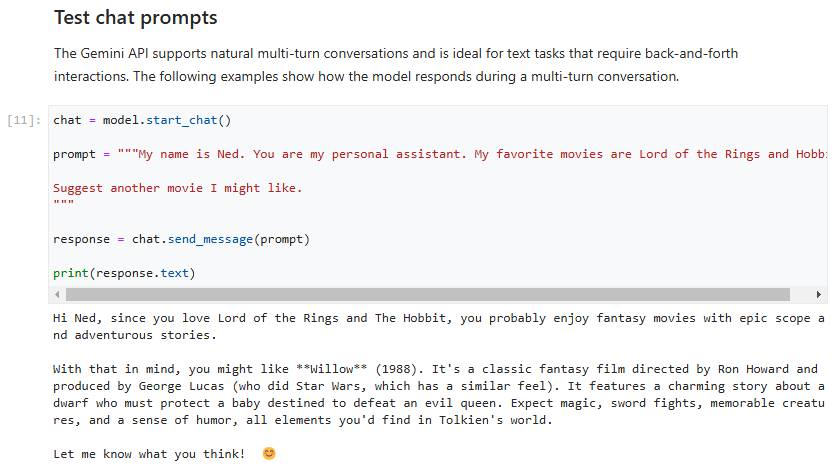 Test chat prompts
The Gemini API supports natural multi-turn conversations and is ideal for text tasks that require back-and-forth
interactions. The following examples show how the model responds during a multi-turn conversation.
[11]: chat = model.start_chat()
prompt = """My name is Ned. You are my personal assistant. My favorite movies are Lord of the Rings and Hobb
Suggest another movie I might like.
"""
response = chat.send_message(prompt)
print(response.text)
Hi Ned, since you love Lord of the Rings and The Hobbit, you probably enjoy fantasy movies with epic scope a
nd adventurous stories.
With that in mind, you might like **Willow** (1988). It's a classic fantasy film directed by Ron Howard and
produced by George Lucas (who did Star Wars, which has a similar feel). It features a charming story about a
dwarf who must protect a baby destined to defeat an evil queen. Expect magic, sword fights, memorable creatu
res, and a sense of humor, all elements you'd find in Tolkien's world.
Let me know what you think! 😊